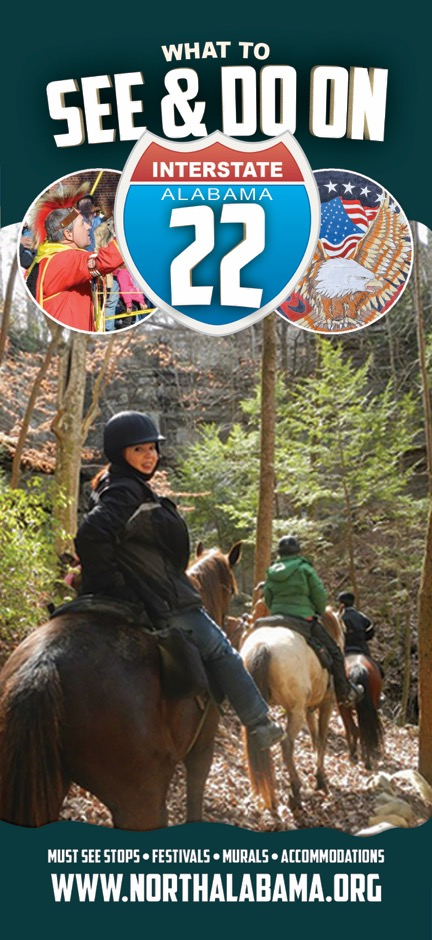 WHAT TO
SEE & DO ON
INTERSTATE
ALABAMA
22
MUST SEE STOPS • FESTIVALS • MURALS • ACCOMMODATIONS
WWW.NORTHALABAMA.ORG